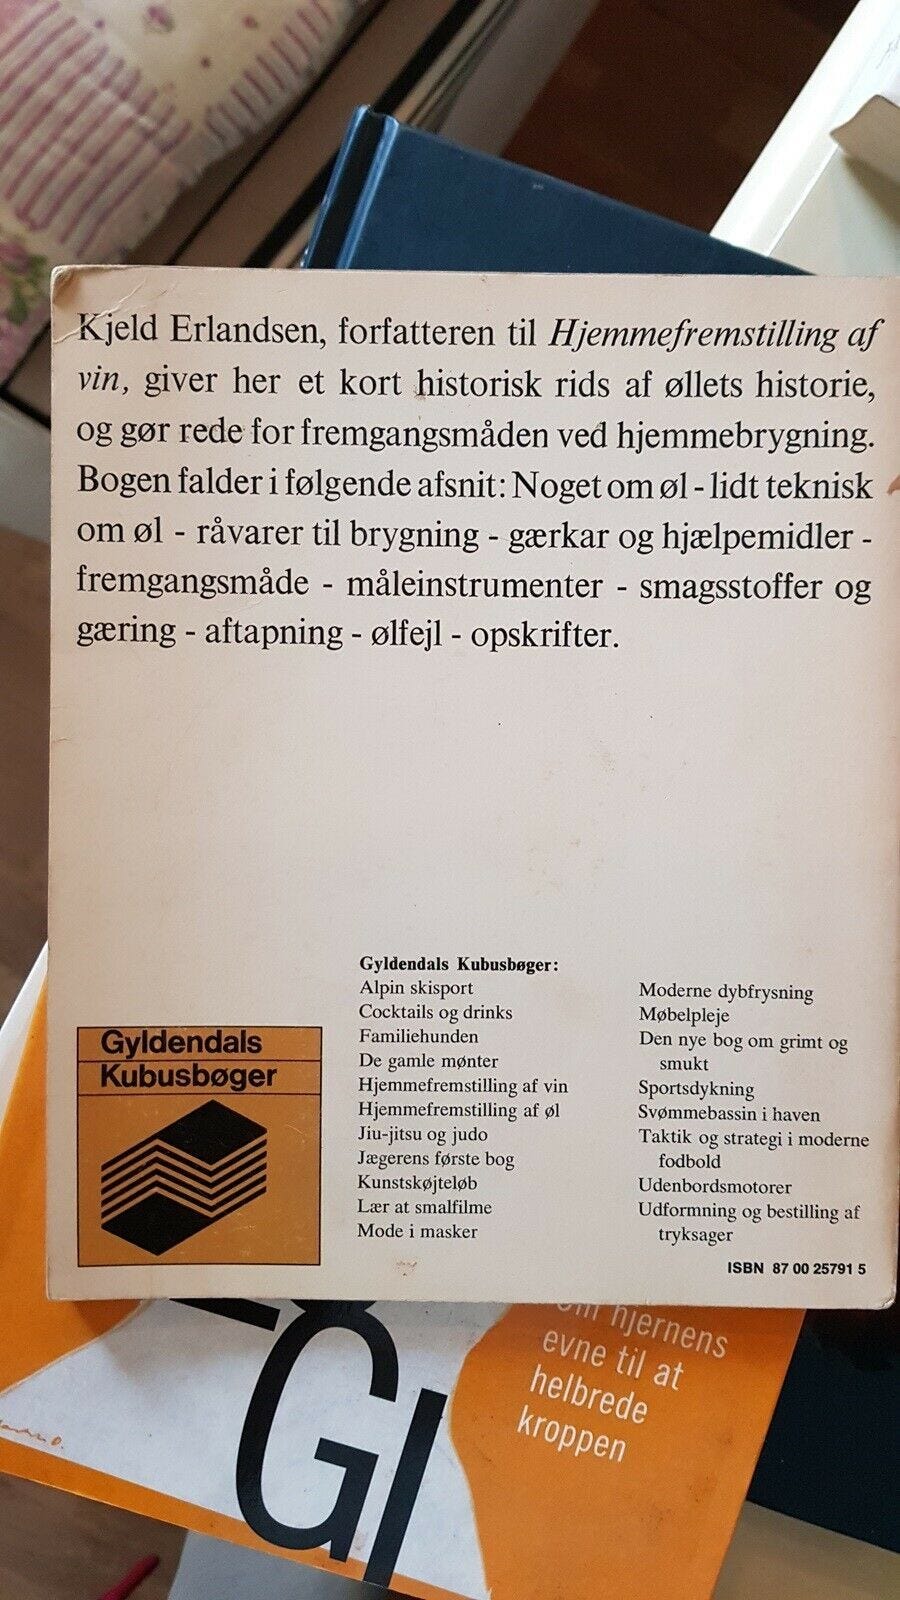 Kjeld Erlandsen, forfatteren til Hjemmefremstilling af
vin, giver her et kort historisk rids af øllets historie,
og gør rede for fremgangsmåden ved hjemmebrygning.
Bogen falder i følgende afsnit: Noget om øl - lidt teknisk
om øl - råvarer til brygning - gærkar og hjælpemidler -
fremgangsmåde - måleinstrumenter - smagsstoffer og
gæring - aftapning - ølfejl - opskrifter.
Gyldendals
Kubusbøger
Gyldendals Kubusbøger:
Alpin skisport
Cocktails og drinks
Familiehunden
De gamle mønter
Hjemmefremstilling af vin
Hjemmefremstilling af øl
Jiu-jitsu og judo
Jægerens første bog
Kunstskøjteløb
Lær at smalfilme
Mode i masker
Moderne dybfrysning
Møbelpleje
Den nye bog om grimt og
smukt
Sportsdykning
Svømmebassin i haven
Taktik og strategi i moderne
fodbold
Udenbordsmotorer
Udformning og bestilling af
tryksager
ISBN 87 00 25791 5
GI
om hjernens
evne til at
helbrede
kroppen